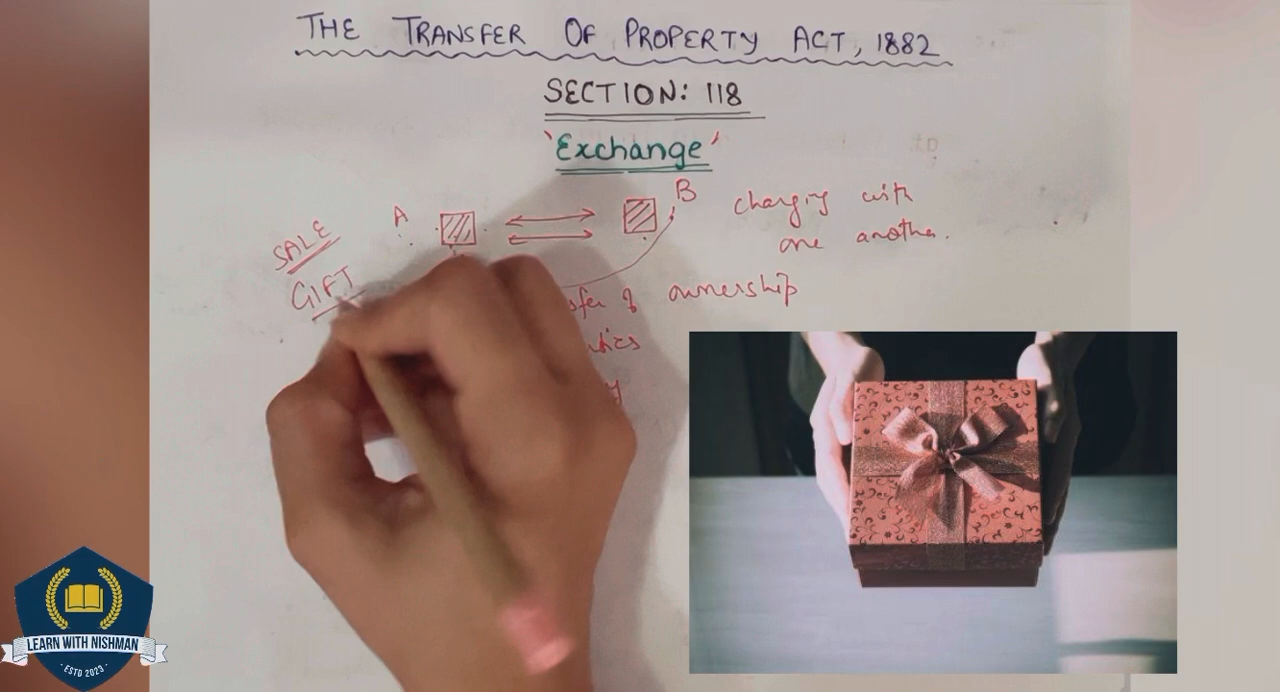 THE TRANSFER OF PROPERTY ACT, 1882
SECTION: 118
'Exchange'
A
B
changing with
one another.
SALE
GIFT
of ownership
LEARN WITH NISHMAN
· ESTD 2023 ·